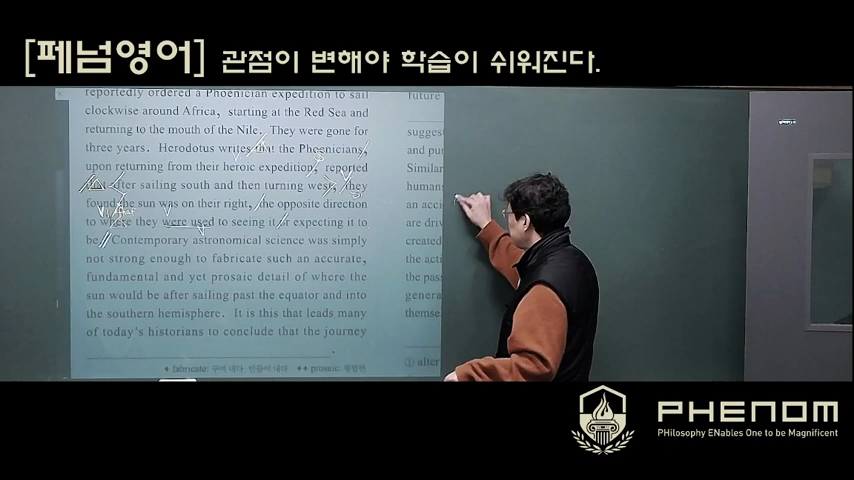 [페넘영어] 관점이 변해야 학습이 쉬워진다.
reportedly ordered a Phoenician expedition to sail
clockwise around Africa, starting at the Red Sea and
returning to the mouth of the Nile. They were gone for
three years. Herodotus writes that the Phoenicians,
upon returning from their heroic expedition, reported
that after sailing south and then turning west, they
found the sun was on their right, the opposite direction
to where they were used to seeing it or expecting it to
be. Contemporary astronomical science was simply
not strong enough to fabricate such an accurate,
fundamental and yet prosaic detail of where the
sun would be after sailing past the equator and into
the southern hemisphere. It is this that leads many
of today's historians to conclude that the journey
♦ fabricate: 꾸며 내다, 만들어 내다 ♦♦ prosaic: 평범한
future
suggest
and pu
Similar
human
an acci
are driv
created
the acti
the pas
genera
themse
① alter
PHENOM
PHilosophy ENables One to be Magnificent